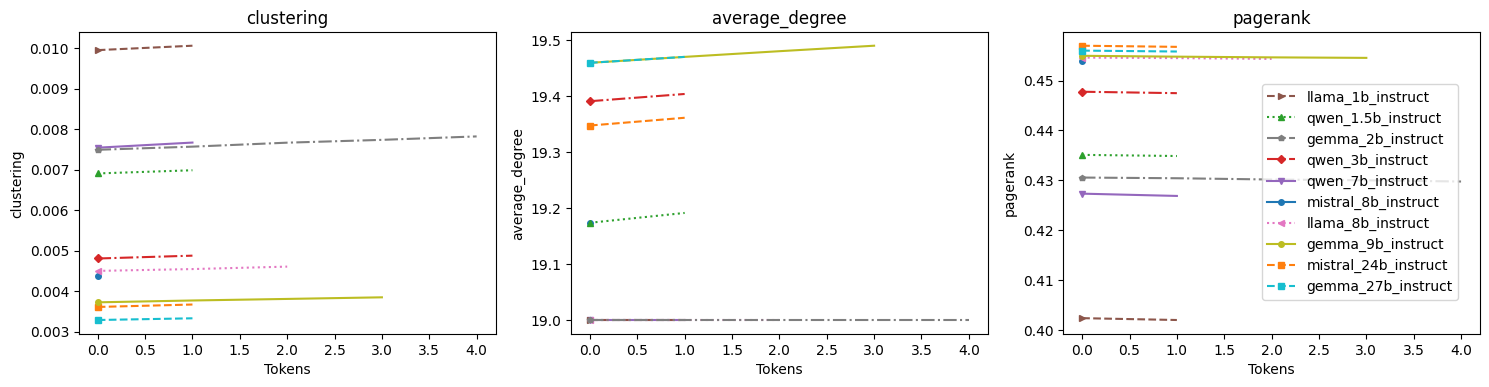 clustering
0.010
0.009
0.008
0.007
0.006
0.005
0.004
0.003
clustering
0.0 0.5 1.0 1.5 2.0 2.5 3.0 3.5 4.0
Tokens
average_degree
19.5
19.4
19.3
19.2
19.1
19.0
average_degree
0.0 0.5 1.0 1.5 2.0 2.5 3.0 3.5 4.0
Tokens
pagerank
0.45
0.44
0.43
0.42
0.41
0.40
pagerank
0.0 0.5 1.0 1.5 2.0 2.5 3.0 3.5 4.0
Tokens
llama_1b_instruct
qwen_1.5b_instruct
gemma_2b_instruct
qwen_3b_instruct
qwen_7b_instruct
mistral_8b_instruct
llama_8b_instruct
gemma_9b_instruct
mistral_24b_instruct
gemma_27b_instruct